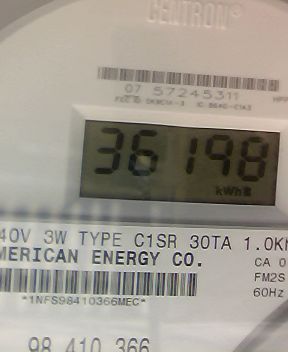 CENTRON®
07 57245311
36198
kWh
40V 3W TYPE C1SR 30TA 1.0K
MERICAN ENERGY CO.
CA 0
FM2S
60Hz
*1NFS98410366MEC*
98 410 366